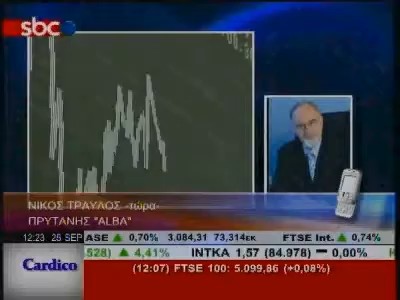 sbc
ΝΙΚΟΣ ΤΡΑΥΛΟΣ -τώρα-
ΠΡΥΤΑΝΗΣ "ALBA"
12:23 25 SEP ASE 0,70% 3.084,31 73,314εκ FTSE Int. 0,74%
528) 4,41% INTKA 1,57 (84.978) 0,00%
Cardico (12:07) FTSE 100: 5.099,86 (+0,08%)